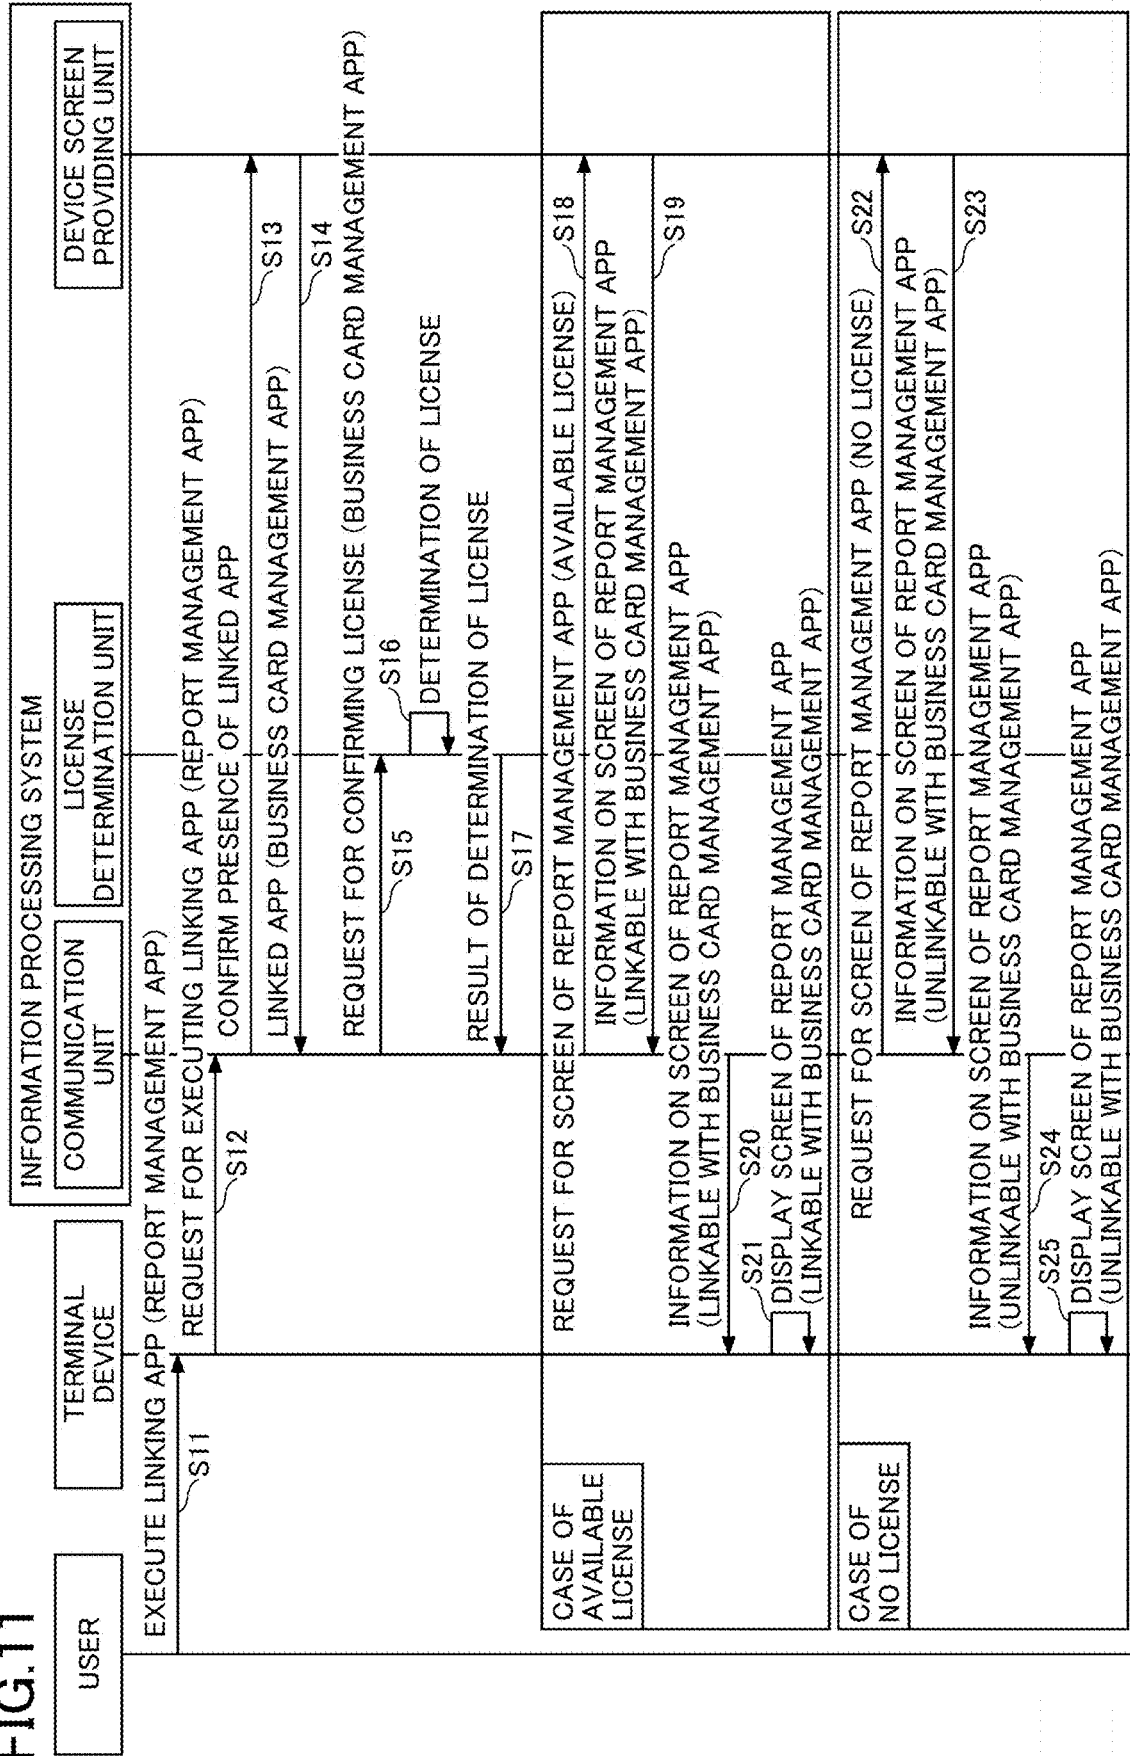 FIG.11
USER
TERMINAL
DEVICE
INFORMATION PROCESSING SYSTEM
COMMUNICATION
UNIT
LICENSE
DETERMINATION UNIT
DEVICE SCREEN
PROVIDING UNIT
EXECUTE LINKING APP (REPORT MANAGEMENT APP)
S11
REQUEST FOR EXECUTING LINKING APP (REPORT MANAGEMENT APP)
S12
CONFIRM PRESENCE OF LINKED APP
S13
LINKED APP (BUSINESS CARD MANAGEMENT APP)
S14
REQUEST FOR CONFIRMING LICENSE (BUSINESS CARD MANAGEMENT APP)
S15
S16
DETERMINATION OF LICENSE
RESULT OF DETERMINATION OF LICENSE
S17
CASE OF
AVAILABLE
LICENSE
REQUEST FOR SCREEN OF REPORT MANAGEMENT APP (AVAILABLE LICENSE)
S18
INFORMATION ON SCREEN OF REPORT MANAGEMENT APP
(LINKABLE WITH BUSINESS CARD MANAGEMENT APP)
S19
INFORMATION ON SCREEN OF REPORT MANAGEMENT APP
(LINKABLE WITH BUSINESS CARD MANAGEMENT APP)
S20
S21
DISPLAY SCREEN OF REPORT MANAGEMENT APP
(LINKABLE WITH BUSINESS CARD MANAGEMENT APP)
CASE OF
NO LICENSE
REQUEST FOR SCREEN OF REPORT MANAGEMENT APP (NO LICENSE)
S22
INFORMATION ON SCREEN OF REPORT MANAGEMENT APP
(UNLINKABLE WITH BUSINESS CARD MANAGEMENT APP)
S23
INFORMATION ON SCREEN OF REPORT MANAGEMENT APP
(UNLINKABLE WITH BUSINESS CARD MANAGEMENT APP)
S24
S25
DISPLAY SCREEN OF REPORT MANAGEMENT APP
(UNLINKABLE WITH BUSINESS CARD MANAGEMENT APP)